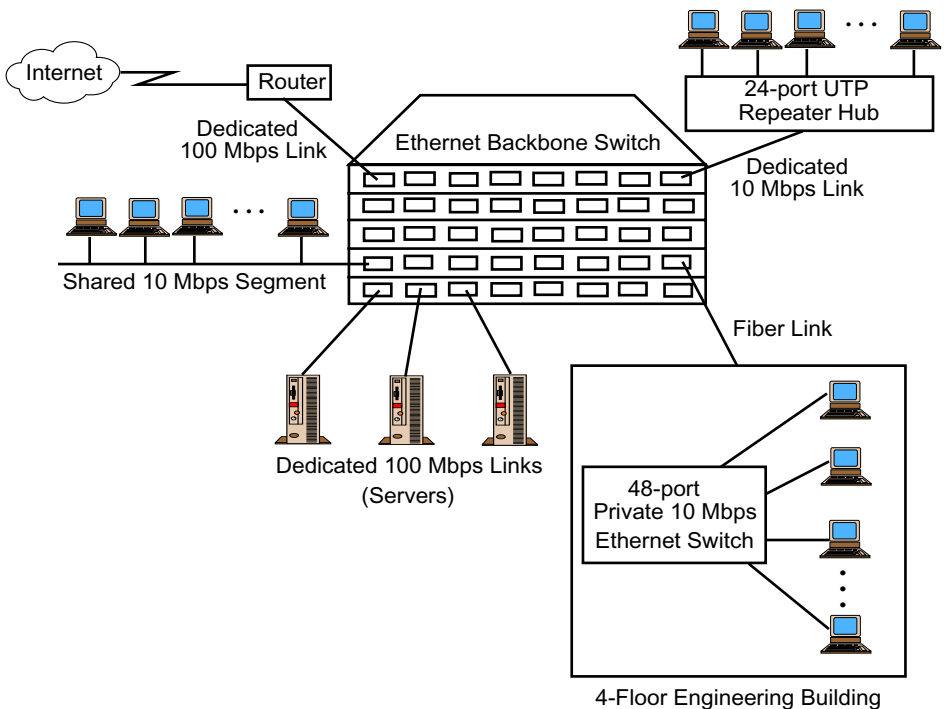 Internet
Router
24-port UTP
Repeater Hub
Dedicated
100 Mbps Link
Ethernet Backbone Switch
Dedicated
10 Mbps Link
Shared 10 Mbps Segment
Fiber Link
Dedicated 100 Mbps Links
(Servers)
48-port
Private 10 Mbps
Ethernet Switch
4-Floor Engineering Building